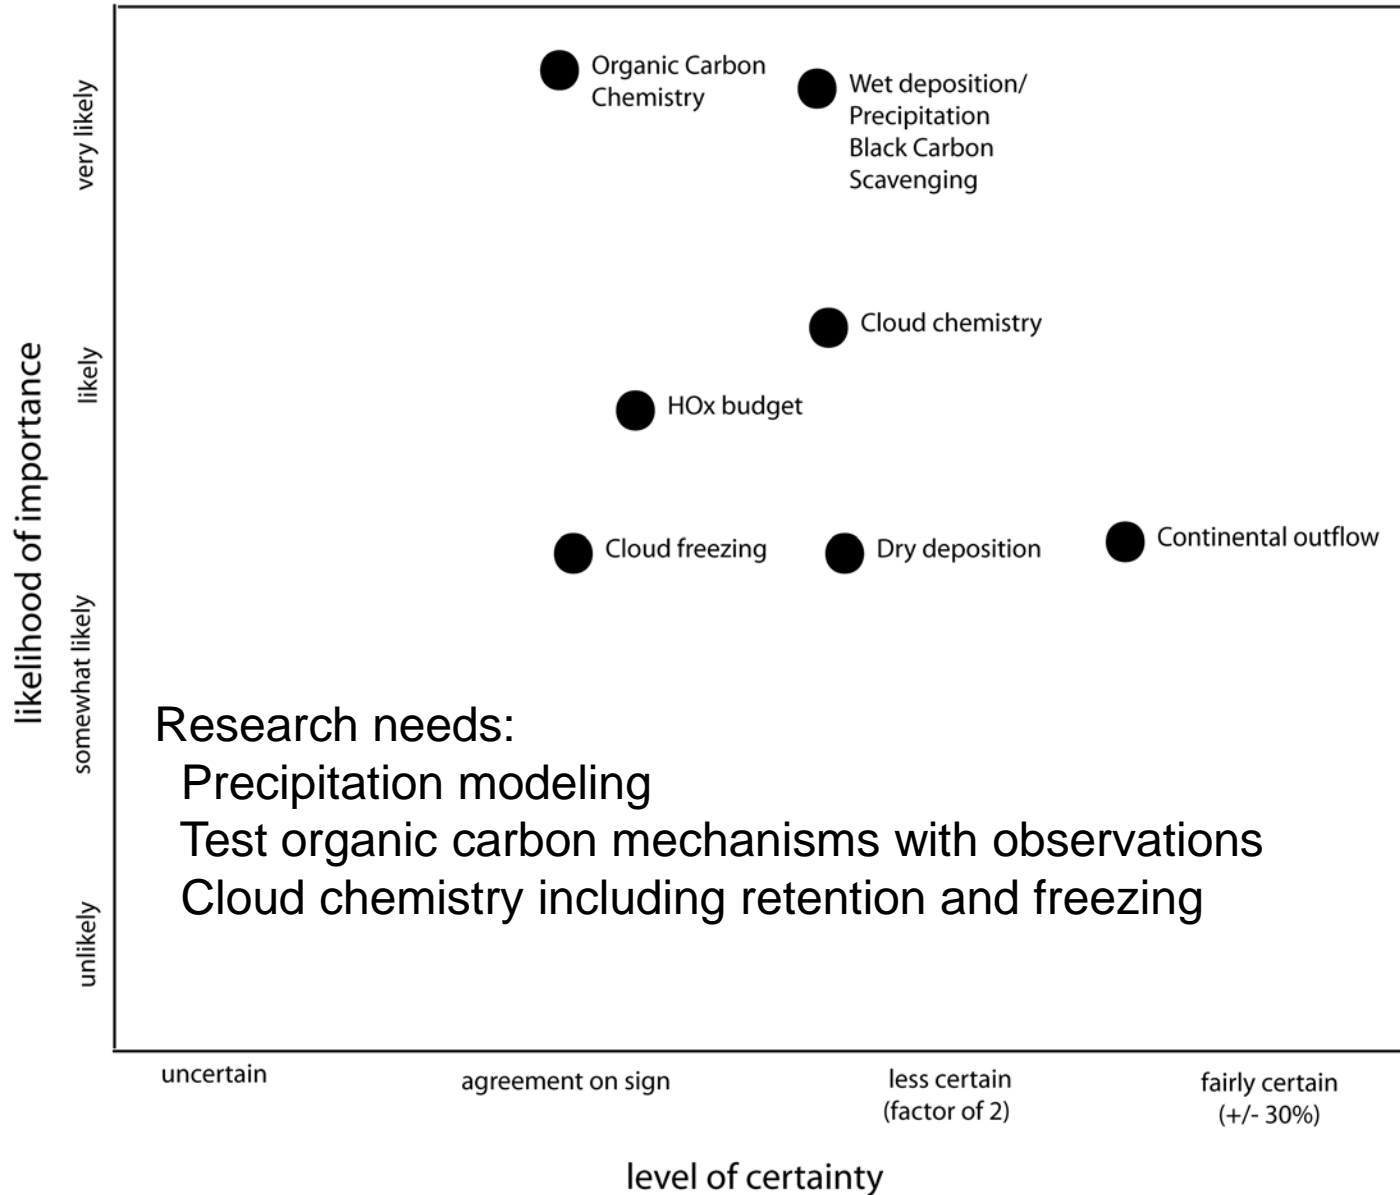 Organic Carbon
Chemistry
Wet deposition/
Precipitation
Black Carbon
Scavenging
Cloud chemistry
HOx budget
Cloud freezing
Dry deposition
Continental outflow
likelihood of importance
very likely
likely
somewhat likely
unlikely
Research needs:
Precipitation modeling
Test organic carbon mechanisms with observations
Cloud chemistry including retention and freezing
uncertain
agreement on sign
less certain
(factor of 2)
fairly certain
(+/- 30%)
level of certainty